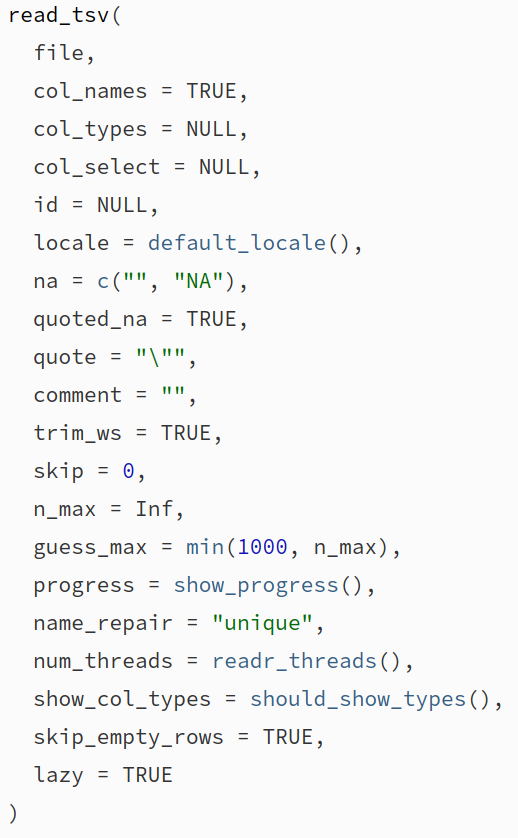 read_tsv(
  file,
  col_names = TRUE,
  col_types = NULL,
  col_select = NULL,
  id = NULL,
  locale = default_locale(),
  na = c("", "NA"),
  quoted_na = TRUE,
  quote = "\"",
  comment = "",
  trim_ws = TRUE,
  skip = 0,
  n_max = Inf,
  guess_max = min(1000, n_max),
  progress = show_progress(),
  name_repair = "unique",
  num_threads = readr_threads(),
  show_col_types = should_show_types(),
  skip_empty_rows = TRUE,
  lazy = TRUE
)